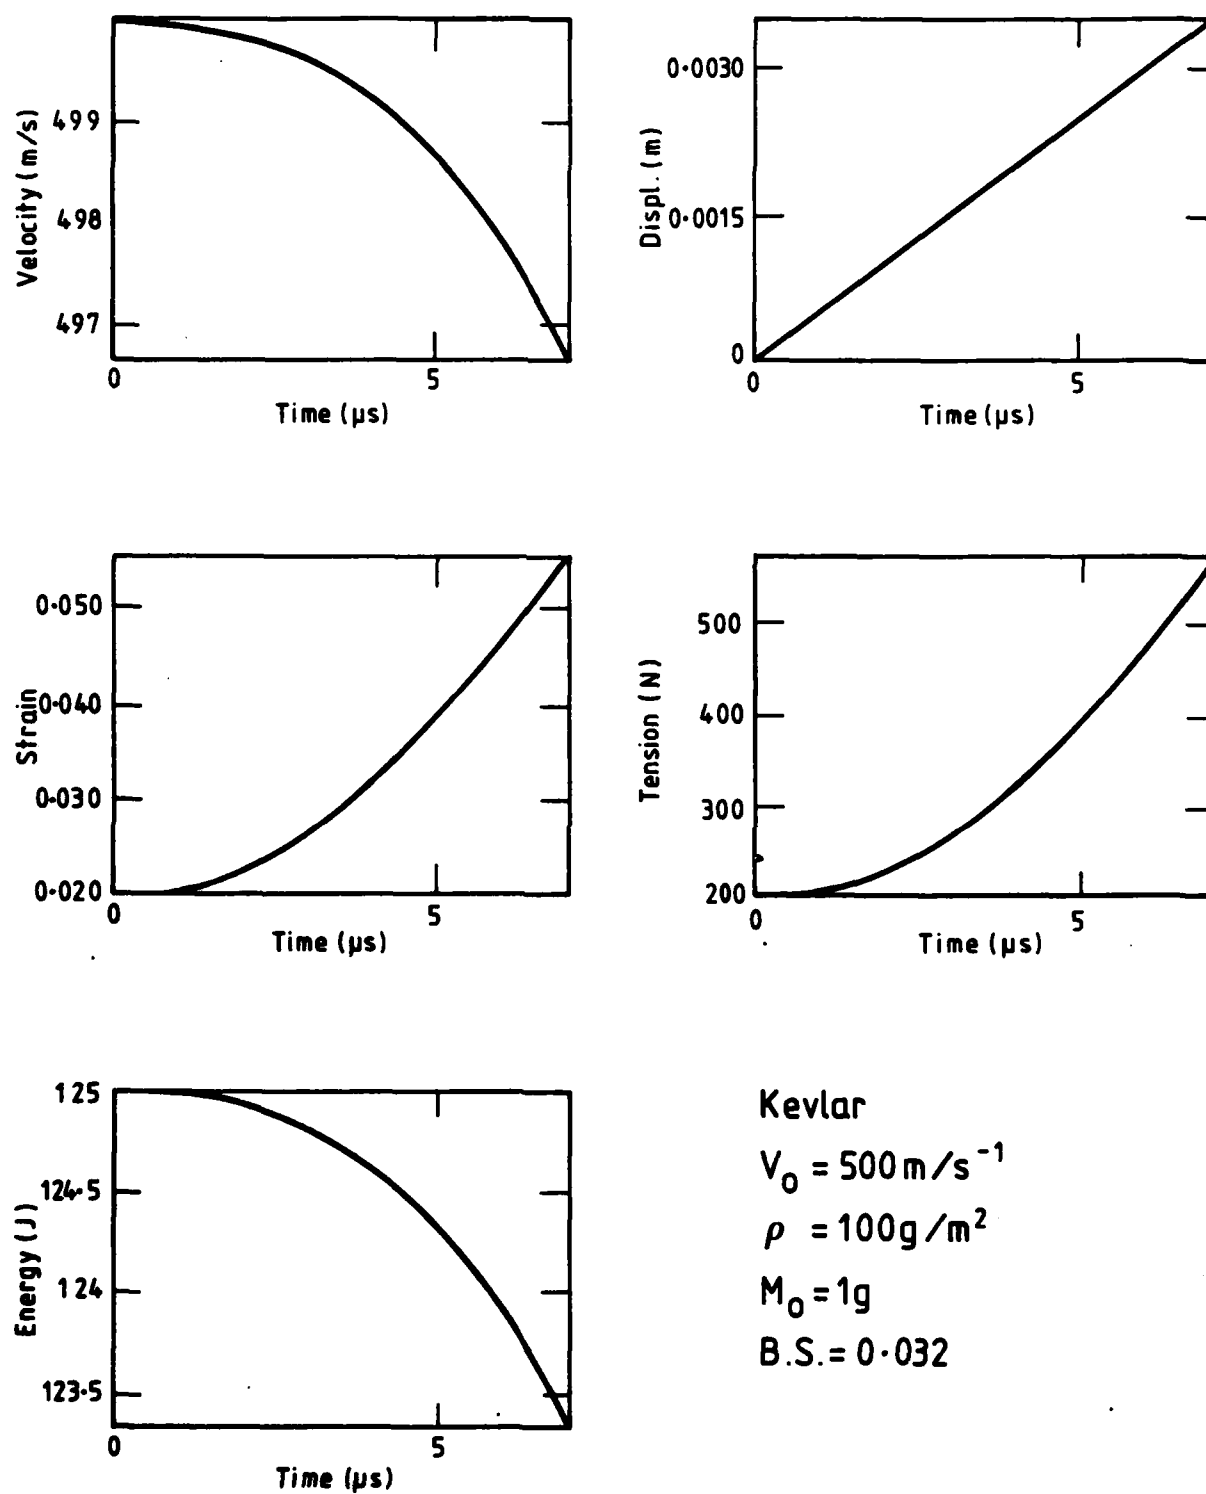 Velocity (m/s)
499
498
497
0
5
Time (μs)
Displ. (m)
0·0030
0·0015
0
0
5
Time (μs)
Strain
0·050
0·040
0·030
0·020
0
5
Time (μs)
Tension (N)
500
400
300
200
0
5
Time (μs)
Energy (J)
125
124·5
124
123·5
0
5
Time (μs)
Kevlar
V₀ = 500 m/s⁻¹
ρ = 100g/m²
M₀ = 1g
B.S. = 0·032